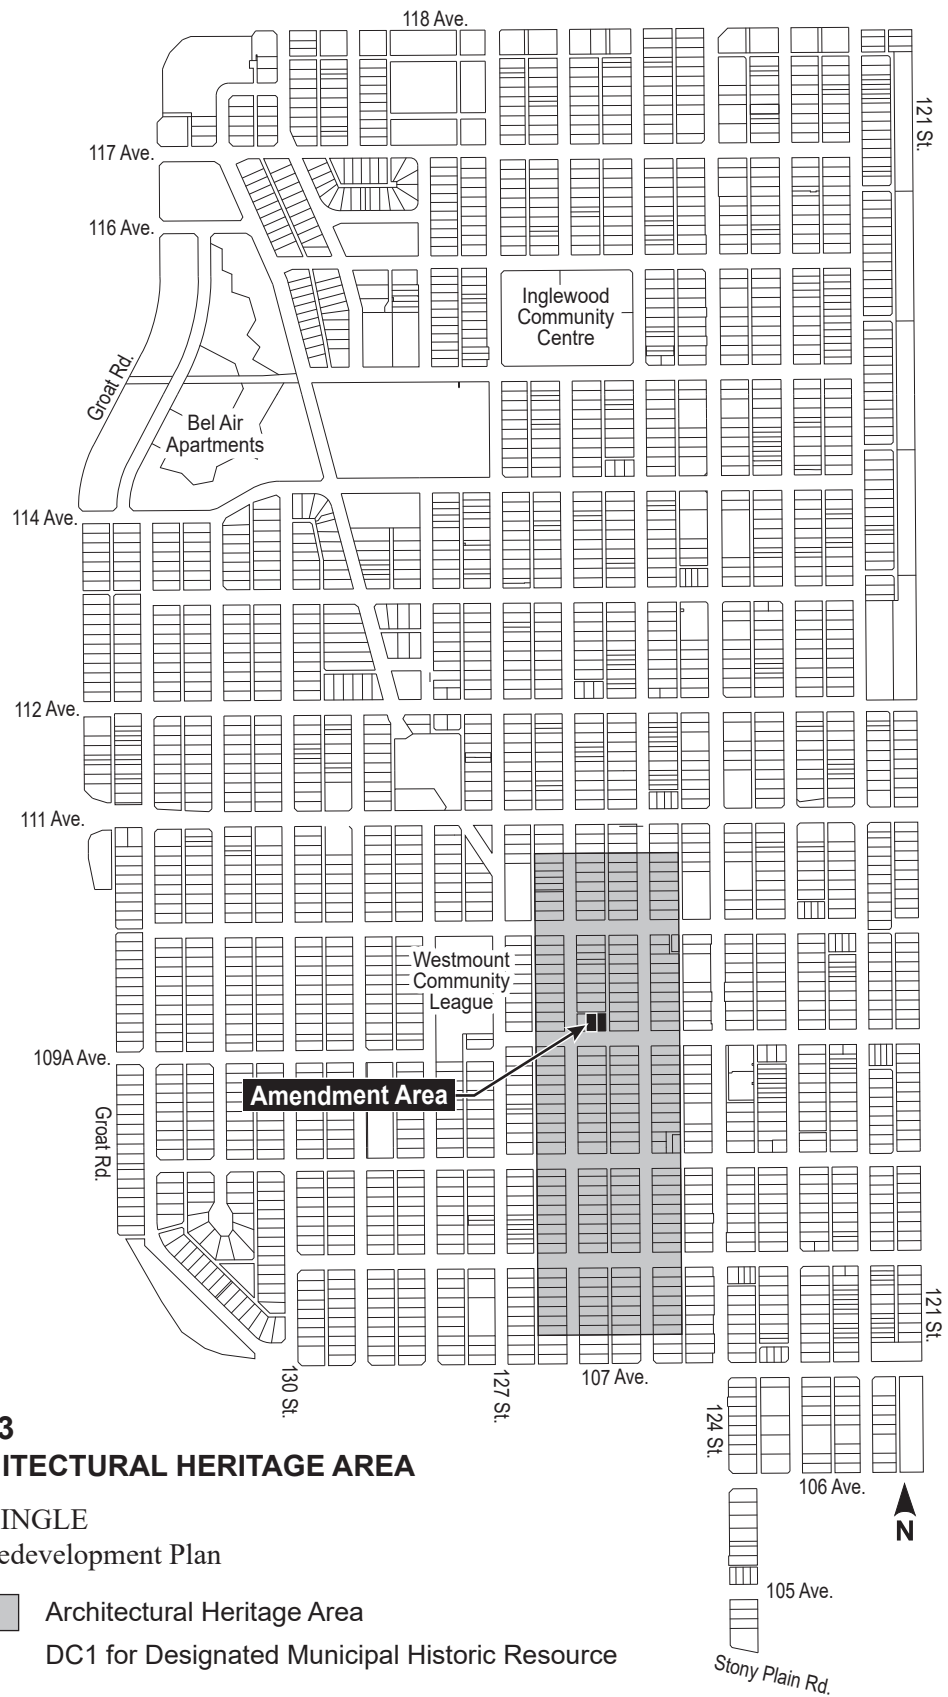 118 Ave.
121 St.
117 Ave.
116 Ave.
Inglewood
Community
Centre
Groat Rd.
Bel Air
Apartments
114 Ave.
112 Ave.
111 Ave.
Westmount
Community
League
109A Ave.
Amendment Area
Groat Rd.
121 St.
130 St.
127 St.
107 Ave.
124 St.
3
ITECTURAL HERITAGE AREA
106 Ave.
N
INGLE
edevelopment Plan
105 Ave.
Architectural Heritage Area
DC1 for Designated Municipal Historic Resource
Stony Plain Rd.